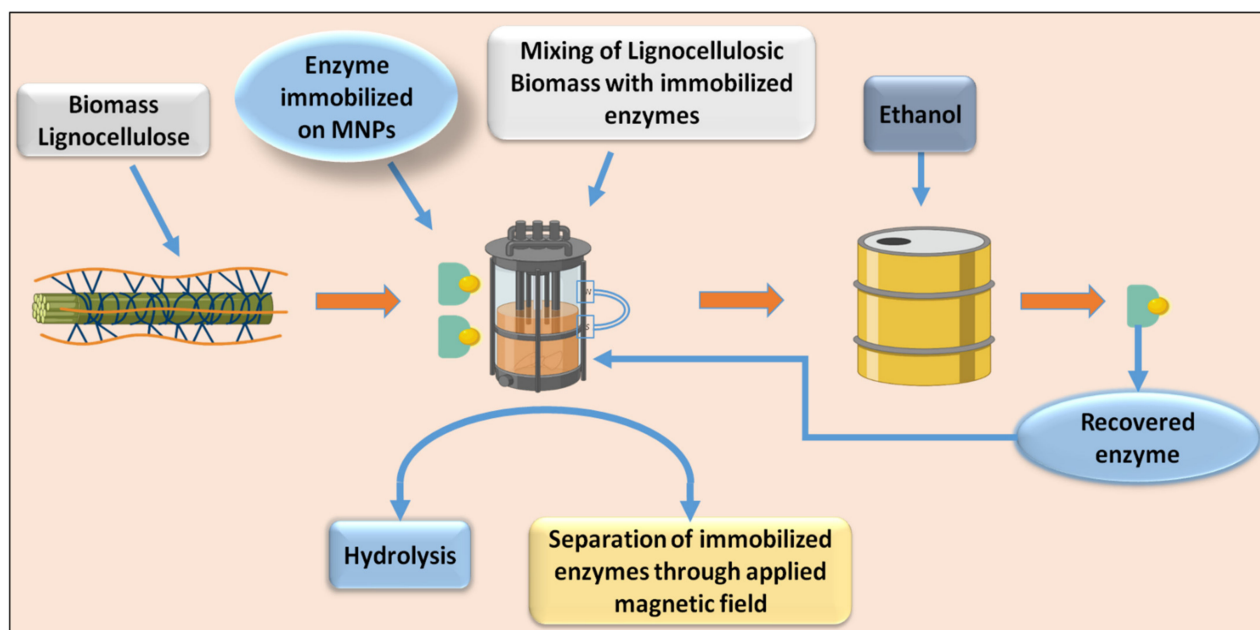 Biomass
Lignocellulose
Enzyme
immobilized
on MNPs
Mixing of Lignocellulosic
Biomass with immobilized
enzymes
Ethanol
Recovered
enzyme
Hydrolysis
Separation of immobilized
enzymes through applied
magnetic field